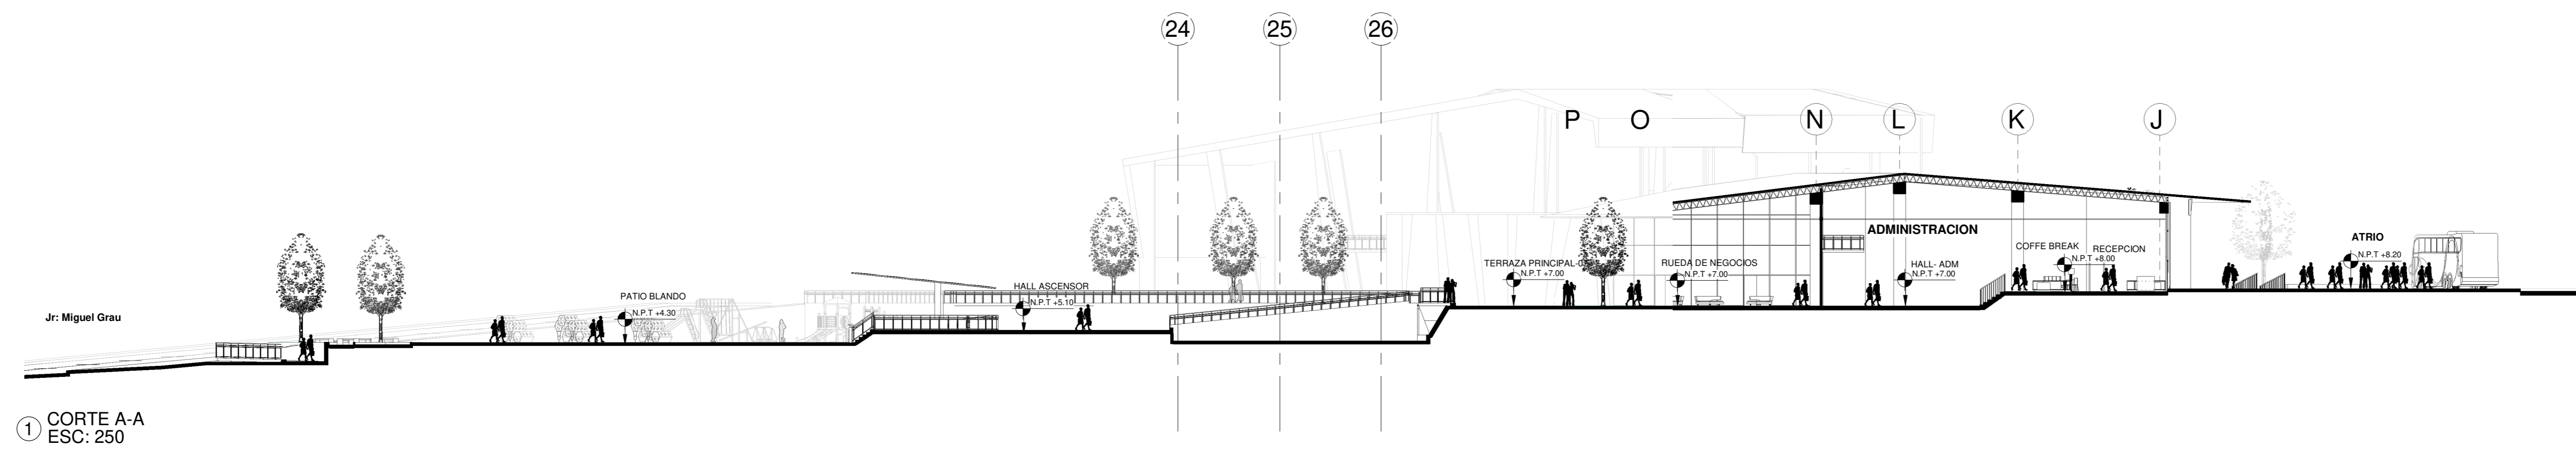 24
25
26
P
O
N
L
K
J
ADMINISTRACION
ATRIO
N.P.T +8.20
COFFE BREAK
RECEPCION
N.P.T +8.00
TERRAZA PRINCIPAL-0
N.P.T +7.00
RUEDA DE NEGOCIOS
N.P.T +7.00
HALL- ADM
N.P.T +7.00
HALL ASCENSOR
N.P.T +5.10
PATIO BLANDO
N.P.T +4.30
Jr: Miguel Grau
1
CORTE A-A
ESC: 250